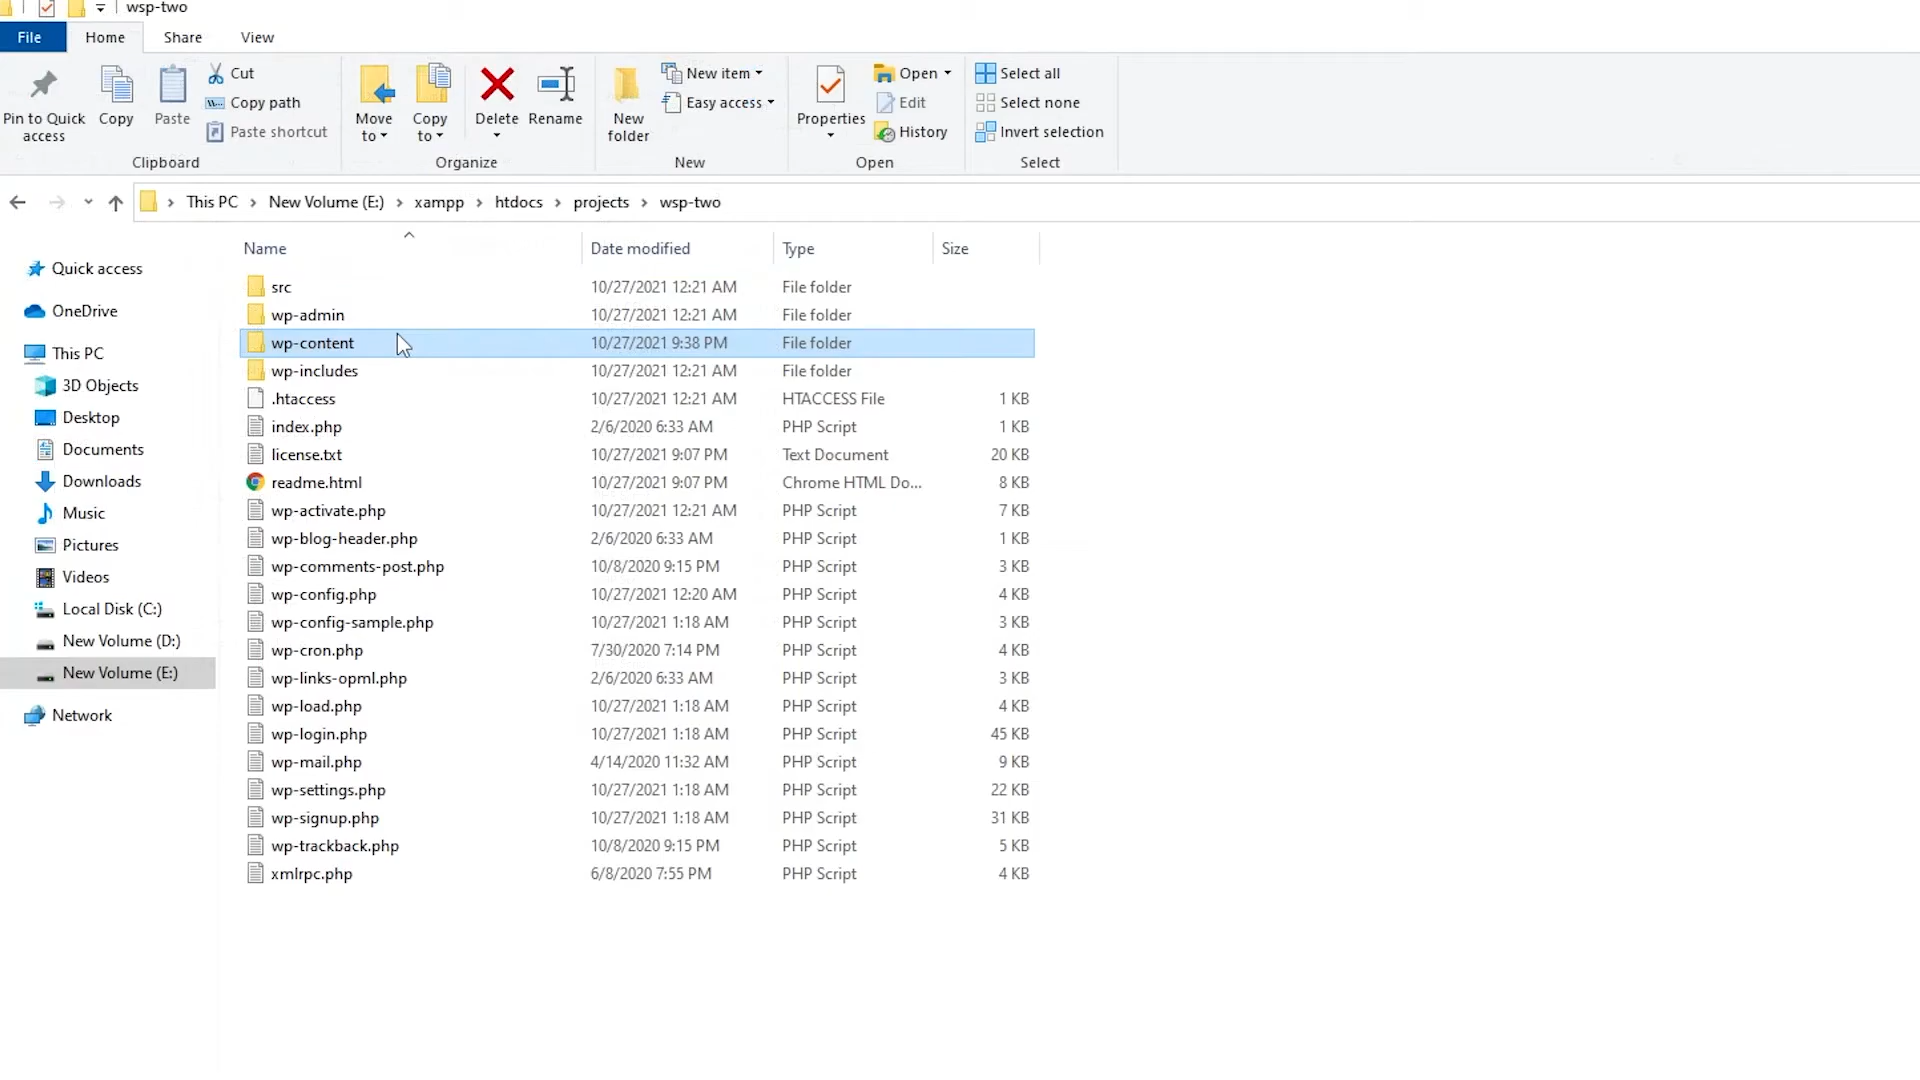 wsp-two
File Home Share View
Pin to Quick access
Copy
Paste
Cut
Copy path
Paste shortcut
Clipboard
Move to
Copy to
Delete
Rename
Organize
New folder
New item
Easy access
New
Properties
Open
Edit
History
Open
Select all
Select none
Invert selection
Select
This PC > New Volume (E:) > xampp > htdocs > projects > wsp-two
Quick access
OneDrive
This PC
3D Objects
Desktop
Documents
Downloads
Music
Pictures
Videos
Local Disk (C:)
New Volume (D:)
New Volume (E:)
Network
Name Date modified Type Size
src 10/27/2021 12:21 AM File folder
wp-admin 10/27/2021 12:21 AM File folder
wp-content 10/27/2021 9:38 PM File folder
wp-includes 10/27/2021 12:21 AM File folder
.htaccess 10/27/2021 12:21 AM HTACCESS File 1 KB
index.php 2/6/2020 6:33 AM PHP Script 1 KB
license.txt 10/27/2021 9:07 PM Text Document 20 KB
readme.html 10/27/2021 9:07 PM Chrome HTML Do... 8 KB
wp-activate.php 10/27/2021 12:21 AM PHP Script 7 KB
wp-blog-header.php 2/6/2020 6:33 AM PHP Script 1 KB
wp-comments-post.php 10/8/2020 9:15 PM PHP Script 3 KB
wp-config.php 10/27/2021 12:20 AM PHP Script 4 KB
wp-config-sample.php 10/27/2021 1:18 AM PHP Script 3 KB
wp-cron.php 7/30/2020 7:14 PM PHP Script 4 KB
wp-links-opml.php 2/6/2020 6:33 AM PHP Script 3 KB
wp-load.php 10/27/2021 1:18 AM PHP Script 4 KB
wp-login.php 10/27/2021 1:18 AM PHP Script 45 KB
wp-mail.php 4/14/2020 11:32 AM PHP Script 9 KB
wp-settings.php 10/27/2021 1:18 AM PHP Script 22 KB
wp-signup.php 10/27/2021 1:18 AM PHP Script 31 KB
wp-trackback.php 10/8/2020 9:15 PM PHP Script 5 KB
xmlrpc.php 6/8/2020 7:55 PM PHP Script 4 KB